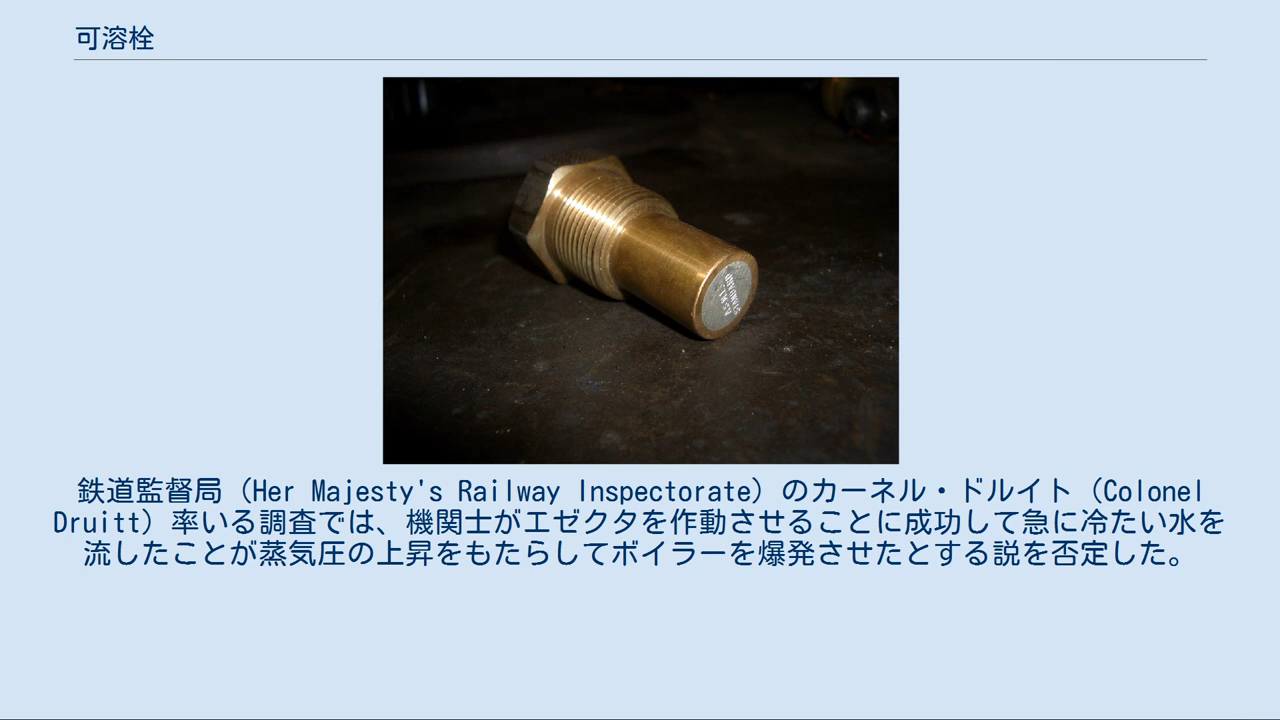 可溶栓
ASME
STANDARD
鉄道監督局（Her Majesty's Railway Inspectorate）のカーネル・ドルイト（Colonel
Druitt）率いる調査では、機関士がエゼクタを作動させることに成功して急に冷たい水を
流したことが蒸気圧の上昇をもたらしてボイラーを爆発させたとする説を否定した。